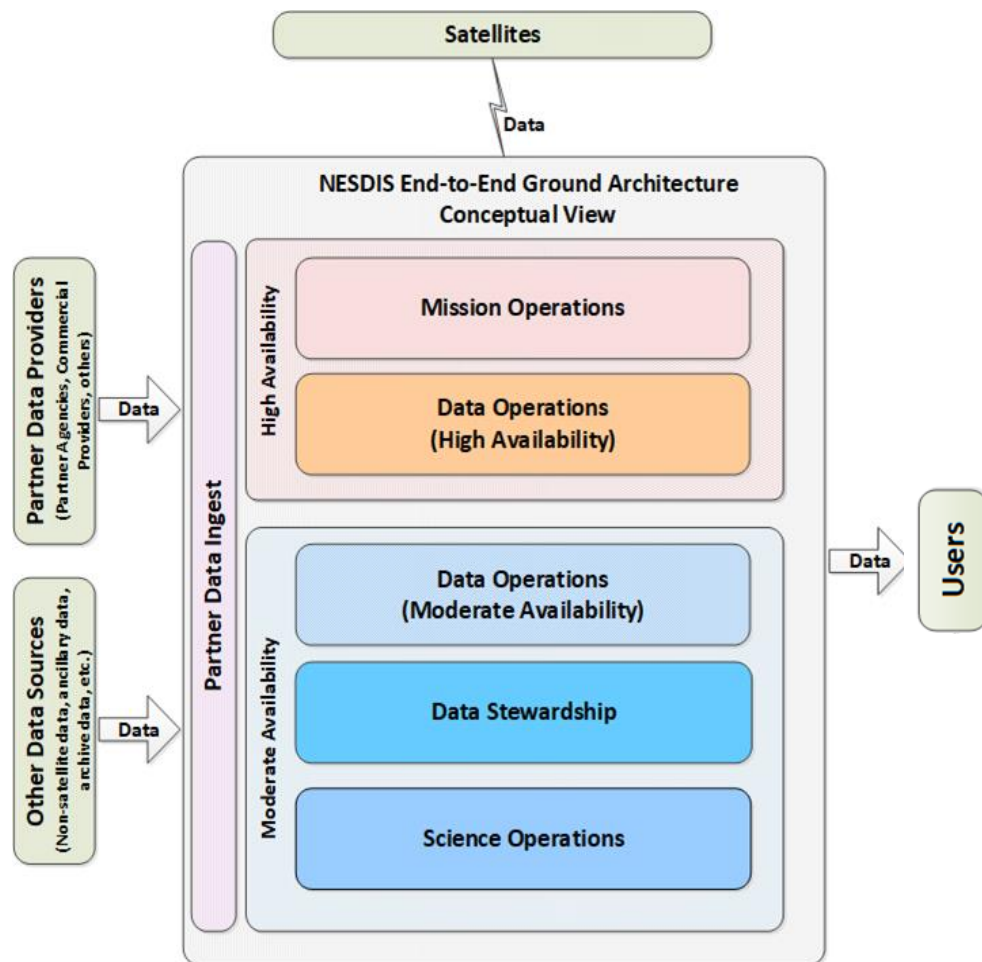 Satellites
Data
NESDIS End-to-End Ground Architecture
Conceptual View
Partner Data Providers
(Partner Agencies, Commercial
Providers, others)
Data
Other Data Sources
(Non-satellite data, ancillary data,
archive data, etc.)
Data
Partner Data Ingest
High Availability
Mission Operations
Data Operations
(High Availability)
Moderate Availability
Data Operations
(Moderate Availability)
Data Stewardship
Science Operations
Data
Users